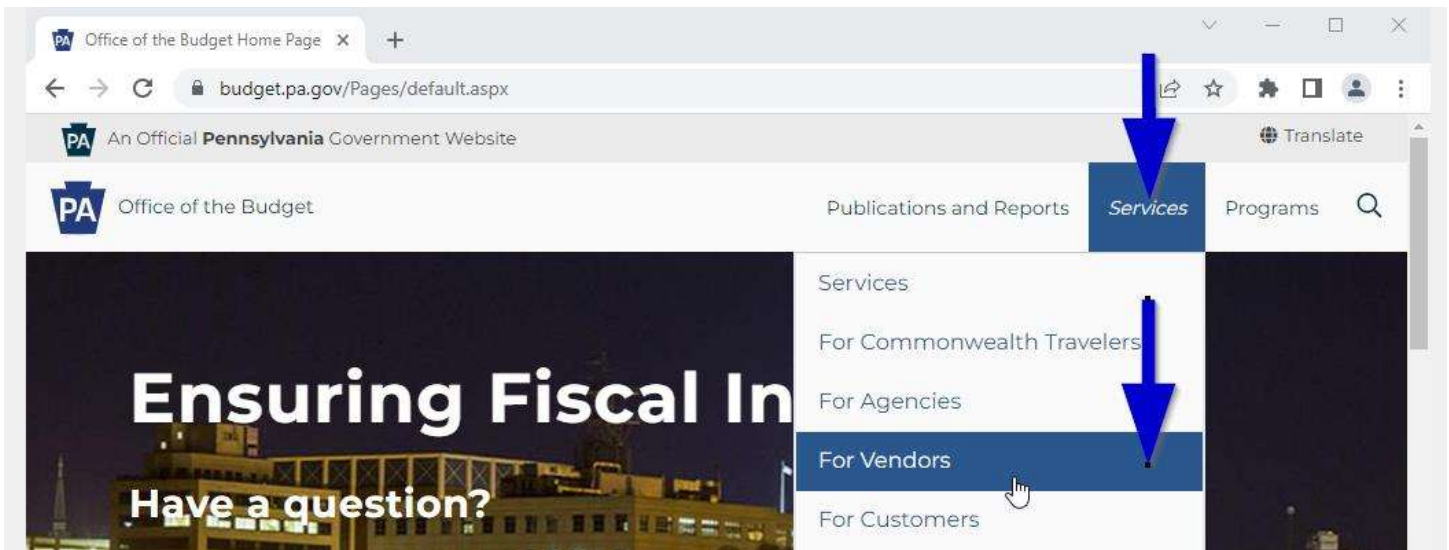 PA Office of the Budget Home Page
budget.pa.gov/Pages/default.aspx
PA An Official Pennsylvania Government Website Translate
PA Office of the Budget Publications and Reports Services Programs
Services
For Commonwealth Travelers
For Agencies
For Vendors
For Customers
Ensuring Fiscal In
Have a question?